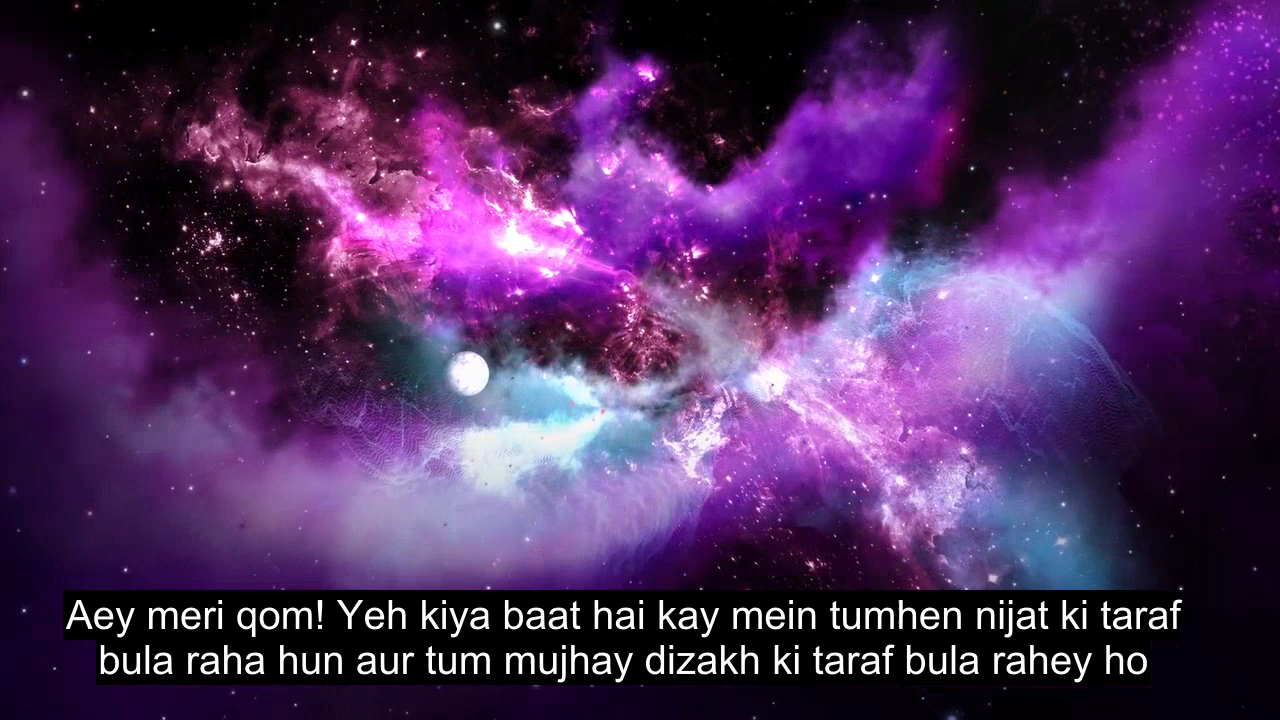 Aey meri qom! Yeh kiya baat hai kay mein tumhen nijat ki taraf
bula raha hun aur tum mujhay dizakh ki taraf bula rahey ho